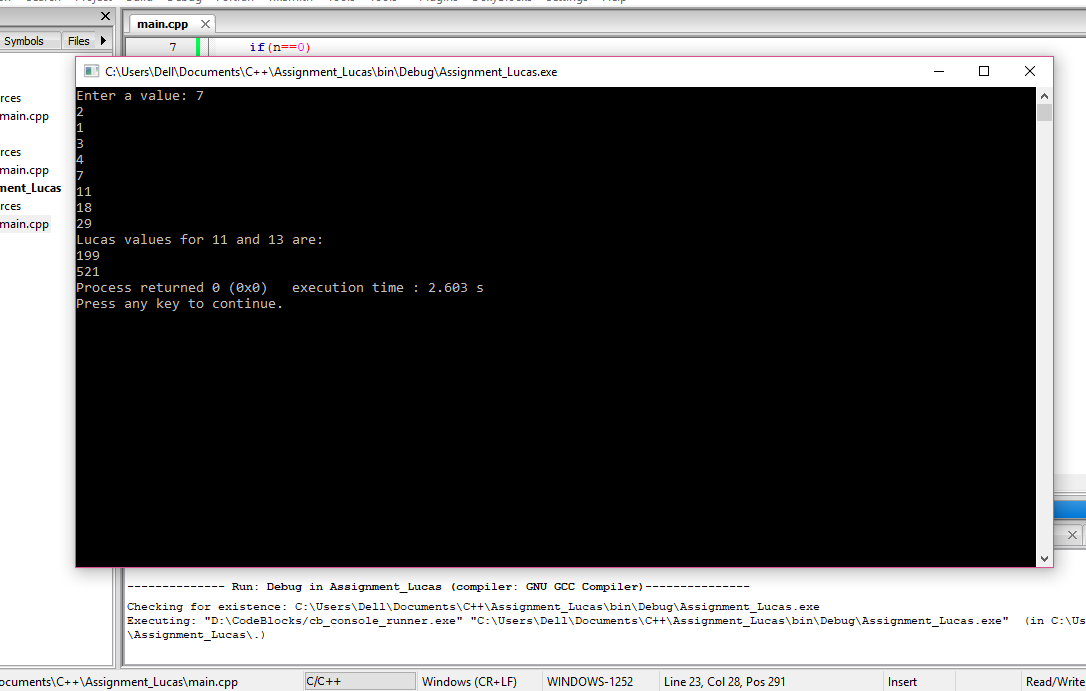 Symbols Files
main.cpp
7 if(n==0)
C:\Users\Dell\Documents\C++\Assignment_Lucas\bin\Debug\Assignment_Lucas.exe
Enter a value: 7
2
1
3
4
7
11
18
29
Lucas values for 11 and 13 are:
199
521
Process returned 0 (0x0)   execution time : 2.603 s
Press any key to continue.
rces
main.cpp
rces
main.cpp
ment_Lucas
rces
main.cpp
-------------- Run: Debug in Assignment_Lucas (compiler: GNU GCC Compiler)---------------
Checking for existence: C:\Users\Dell\Documents\C++\Assignment_Lucas\bin\Debug\Assignment_Lucas.exe
Executing: "D:\CodeBlocks/cb_console_runner.exe" "C:\Users\Dell\Documents\C++\Assignment_Lucas\bin\Debug\Assignment_Lucas.exe"  (in C:\Us
\Assignment_Lucas\.)
ocuments\C++\Assignment_Lucas\main.cpp C/C++ Windows (CR+LF) WINDOWS-1252 Line 23, Col 28, Pos 291 Insert Read/Write